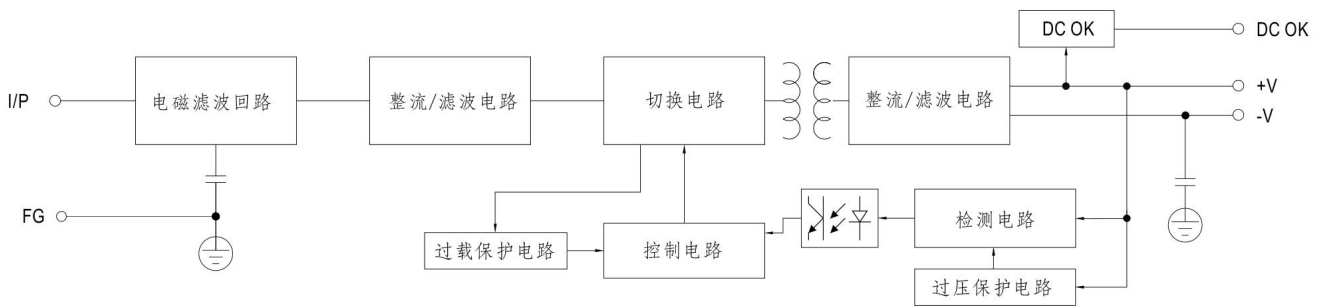 DC OK
DC OK
I/P
电磁滤波回路
整流/滤波电路
切换电路
整流/滤波电路
+V
-V
FG
过载保护电路
控制电路
检测电路
过压保护电路